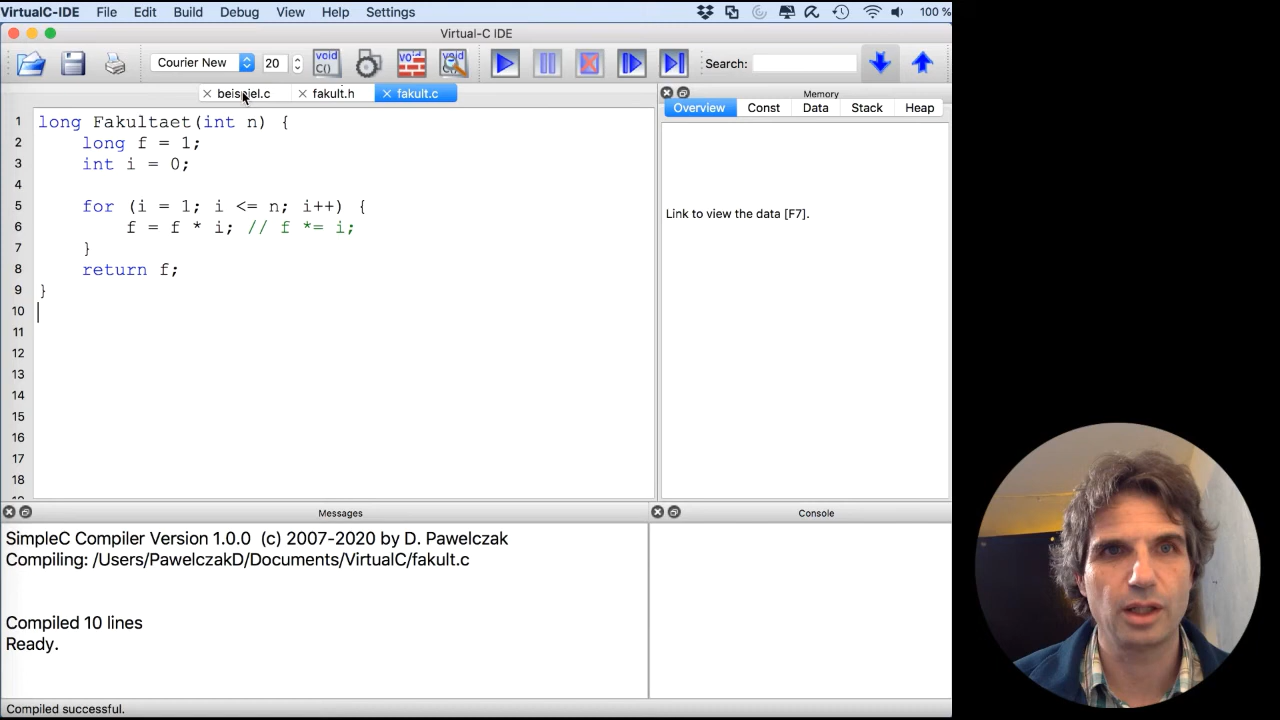 VirtualC-IDE File Edit Build Debug View Help Settings 100 %
Virtual-C IDE
Courier New 20 void C() Search:
beispiel.c fakult.h fakult.c
Memory
Overview Const Data Stack Heap
Link to view the data [F7].
1 long Fakultaet(int n) {
2 long f = 1;
3 int i = 0;
4
5 for (i = 1; i <= n; i++) {
6 f = f * i; // f *= i;
7 }
8 return f;
9 }
10
11
12
13
14
15
16
17
18
Messages
SimpleC Compiler Version 1.0.0 (c) 2007-2020 by D. Pawelczak
Compiling: /Users/PawelczakD/Documents/VirtualC/fakult.c
Compiled 10 lines
Ready.
Console
Compiled successful.